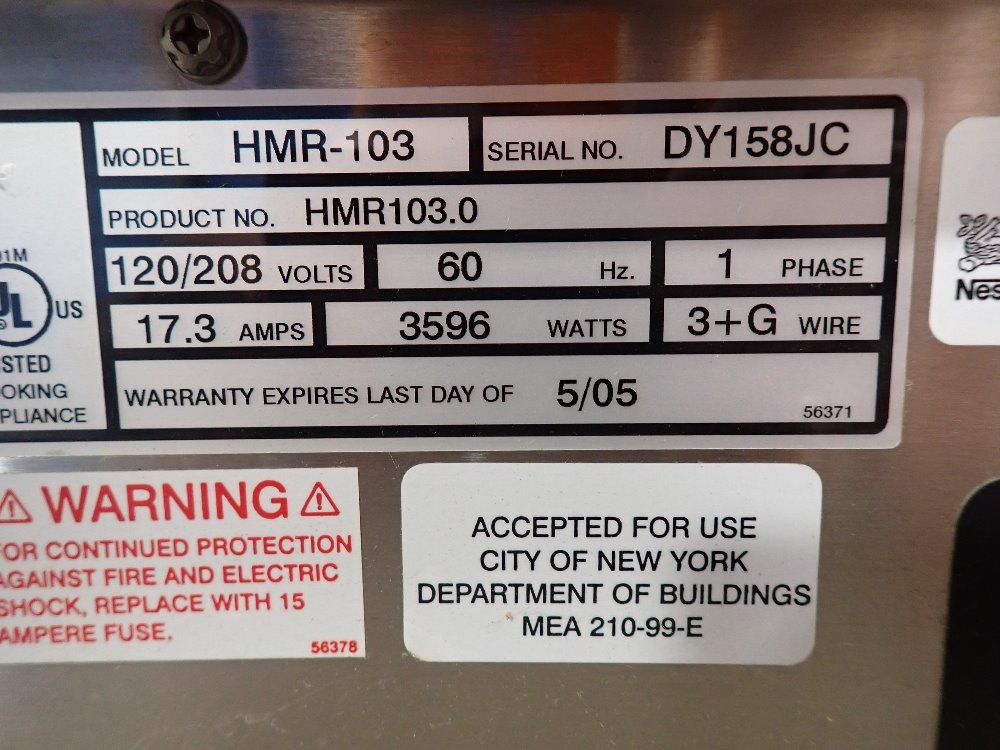 MODEL HMR-103 SERIAL NO. DY158JC
PRODUCT NO. HMR103.0
120/208 VOLTS 60 Hz. 1 PHASE
17.3 AMPS 3596 WATTS 3+G WIRE
WARRANTY EXPIRES LAST DAY OF 5/05
56371
UL US
WARNING
CONTINUED PROTECTION
AGAINST FIRE AND ELECTRIC
SHOCK, REPLACE WITH 15
AMPERE FUSE.
56378
ACCEPTED FOR USE
CITY OF NEW YORK
DEPARTMENT OF BUILDINGS
MEA 210-99-E